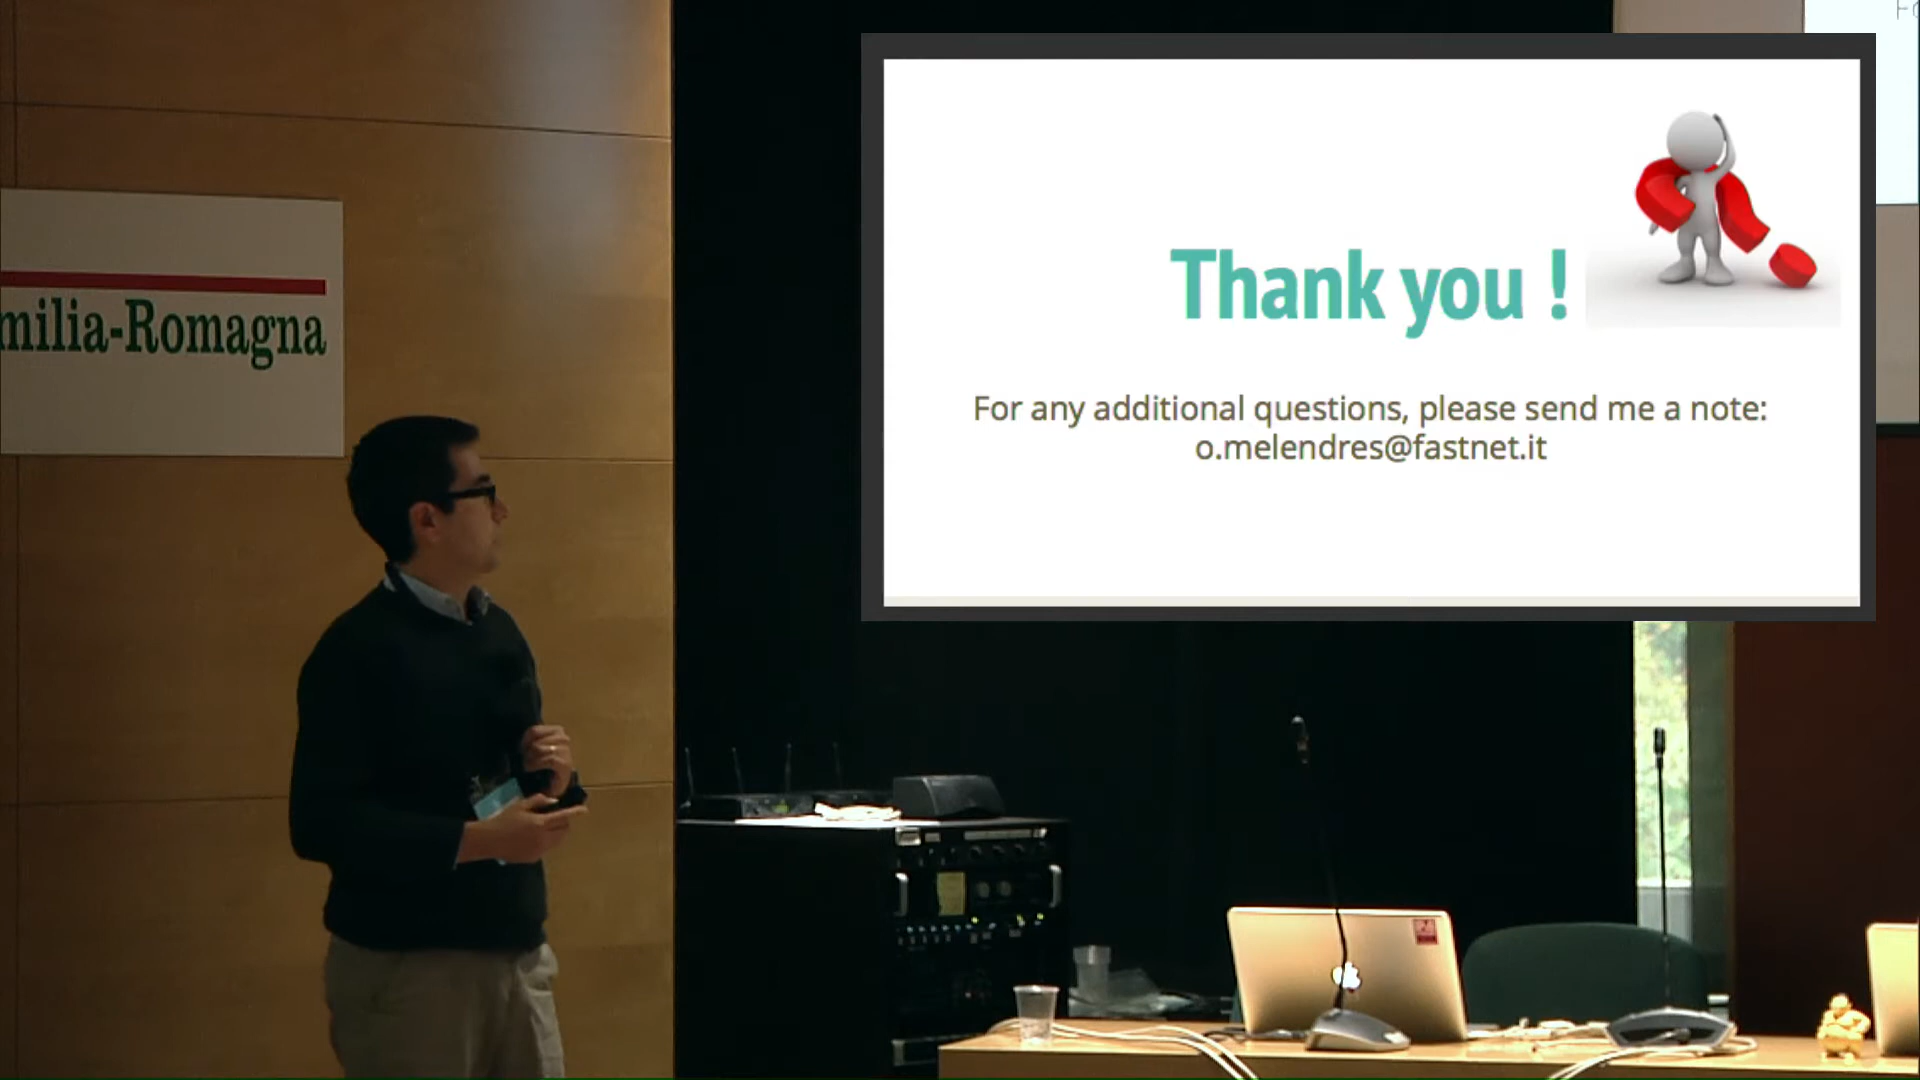 milia-Romagna
Thank you !
For any additional questions, please send me a note:
o.melendres@fastnet.it